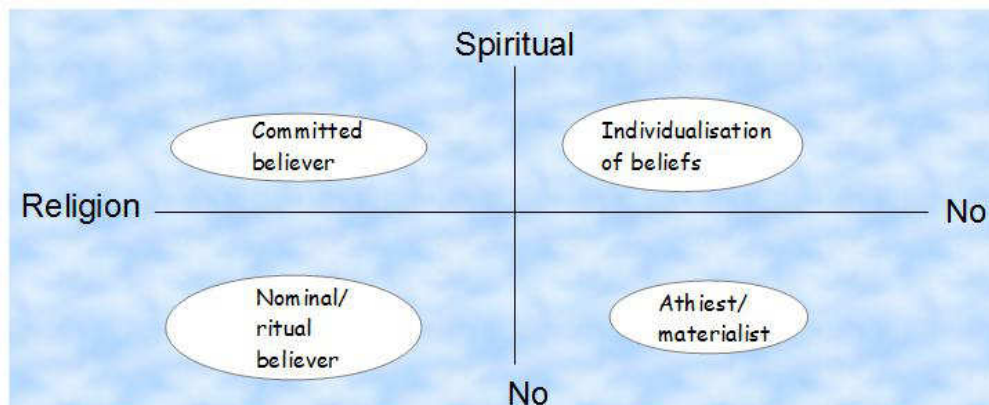 Spiritual
Committed
believer
Individualisation
of beliefs
Religion
No
Nominal/
ritual
believer
Athiest/
materialist
No